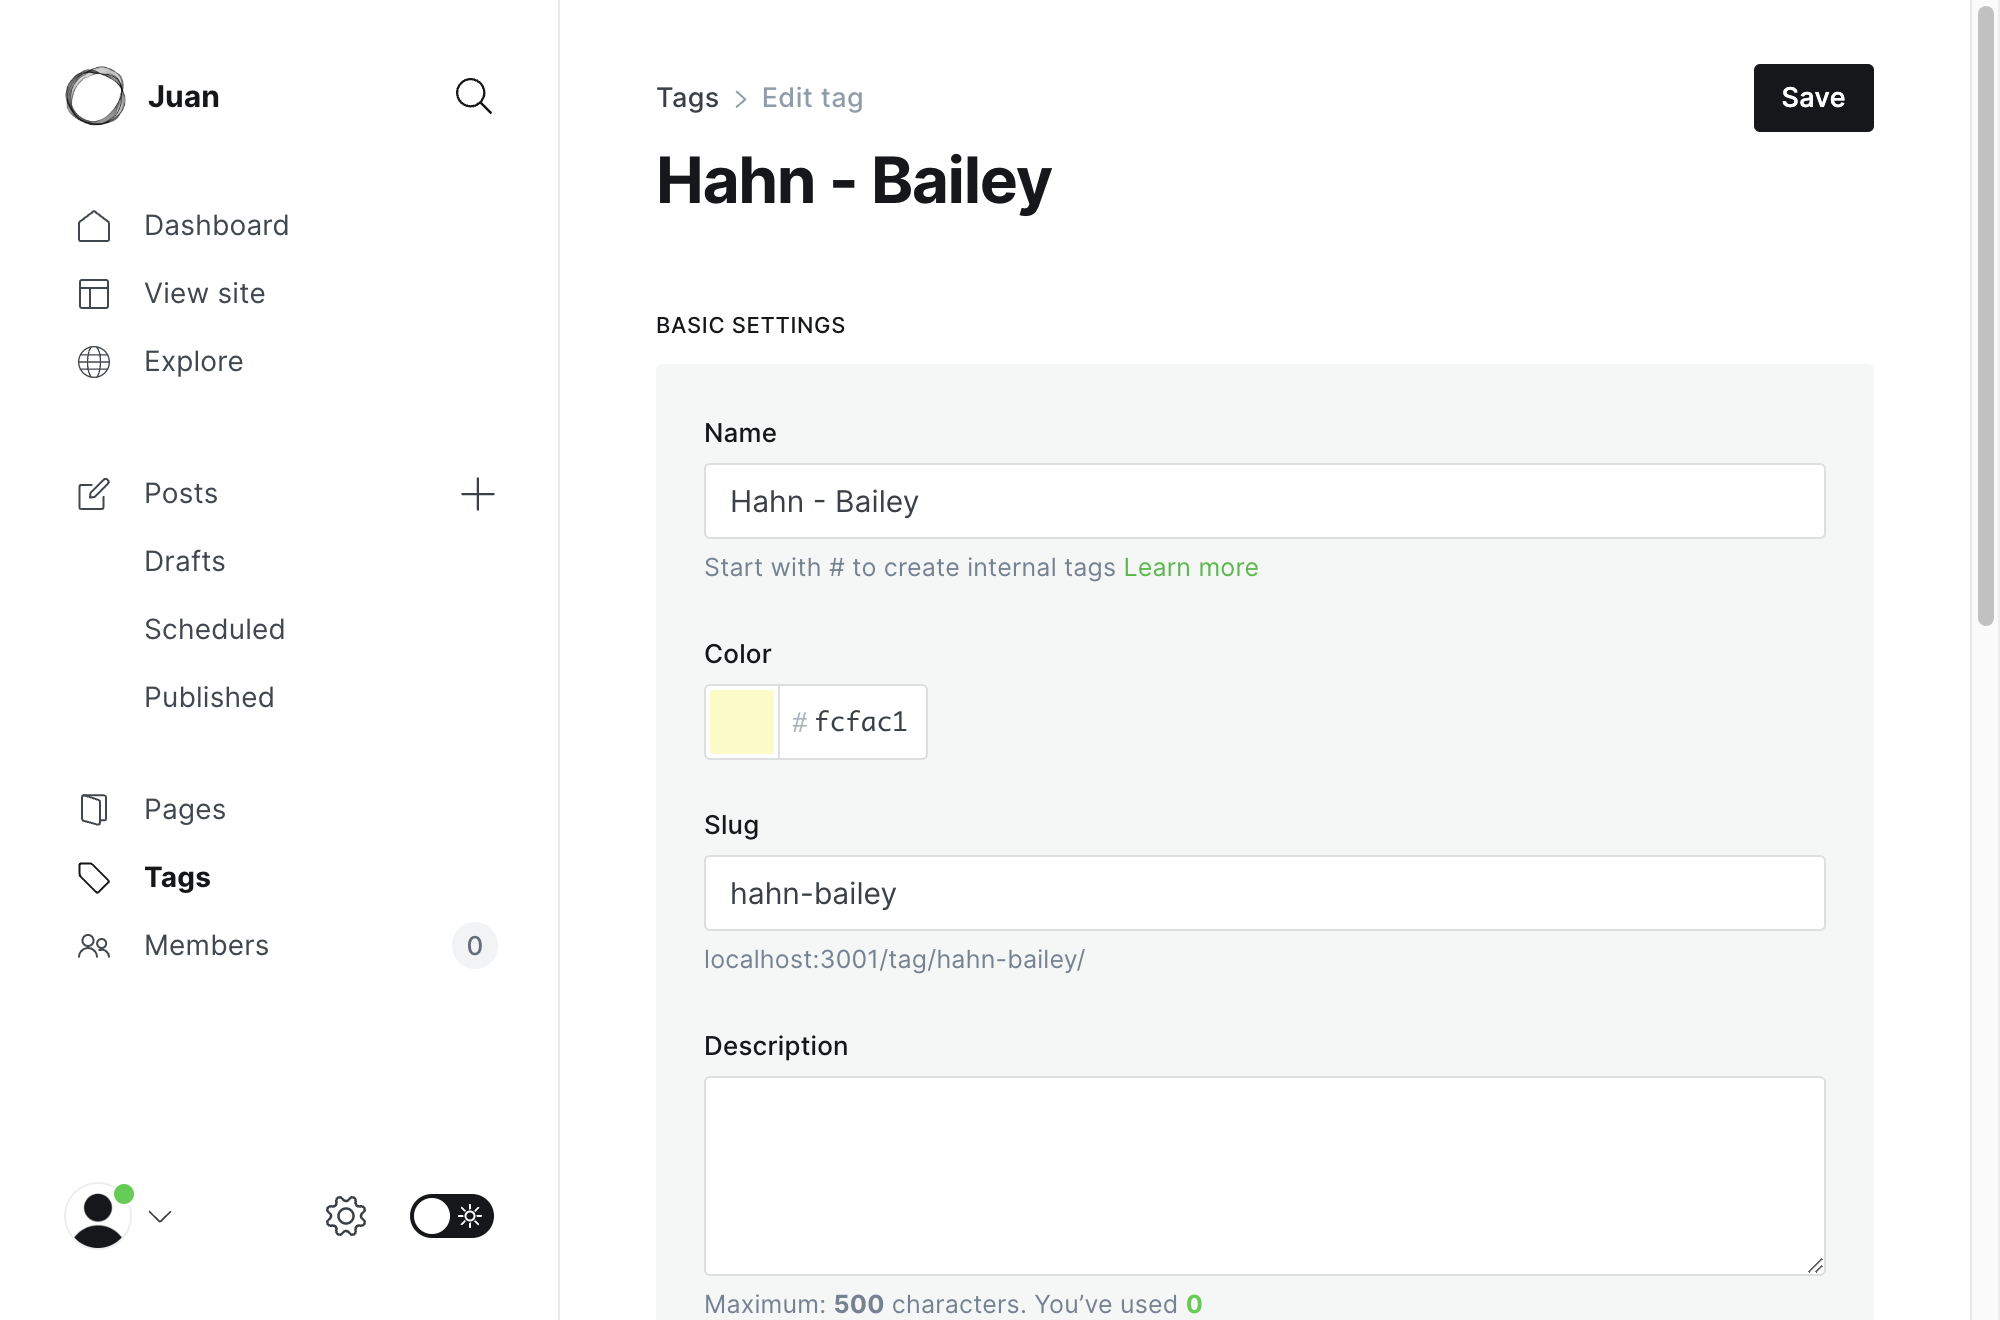 Juan
Dashboard
View site
Explore
Posts
Drafts
Scheduled
Published
Pages
Tags
Members
0
Tags > Edit tag
Save
Hahn - Bailey
BASIC SETTINGS
Name
Hahn - Bailey
Start with # to create internal tags Learn more
Color
# fcfac1
Slug
hahn-bailey
localhost:3001/tag/hahn-bailey/
Description
Maximum: 500 characters. You’ve used 0